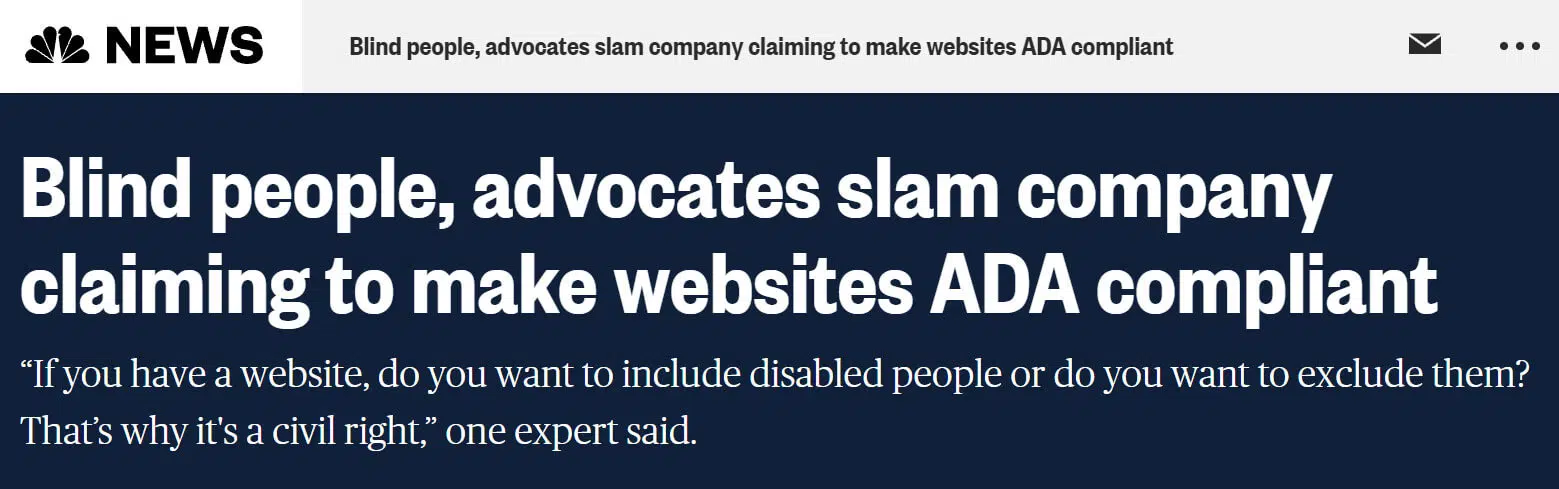 NEWS
Blind people, advocates slam company claiming to make websites ADA compliant
Blind people, advocates slam company
claiming to make websites ADA compliant
“If you have a website, do you want to include disabled people or do you want to exclude them?
That’s why it's a civil right,” one expert said.